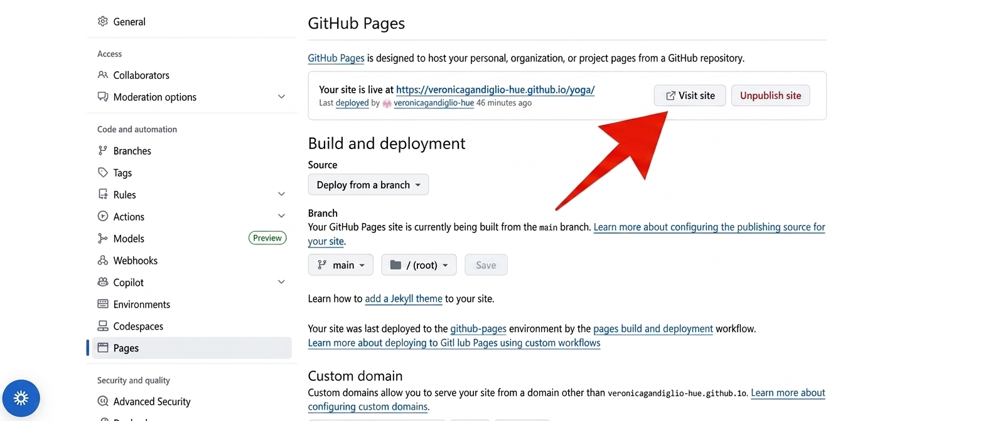 General
Access
Collaborators
Moderation options
Code and automation
Branches
Tags
Rules
Actions
Models
Preview
Webhooks
Copilot
Environments
Codespaces
Pages
Security and quality
Advanced Security
GitHub Pages
GitHub Pages is designed to host your personal, organization, or project pages from a GitHub repository.
Your site is live at https://veronicagandiglio-hue.github.io/yoga/
Last deployed by veronicagandiglio-hue 46 minutes ago
Visit site
Unpublish site
Build and deployment
Source
Deploy from a branch
Branch
Your GitHub Pages site is currently being built from the main branch. Learn more about configuring the publishing source for
your site.
main
/ (root)
Save
Learn how to add a Jekyll theme to your site.
Your site was last deployed to the github-pages environment by the pages build and deployment workflow.
Learn more about deploying to Gitl lub Pages using custom workflows
Custom domain
Custom domains allow you to serve your site from a domain other than veronicagandiglio-hue.github.1o. Learn more about
configuring custom domains.